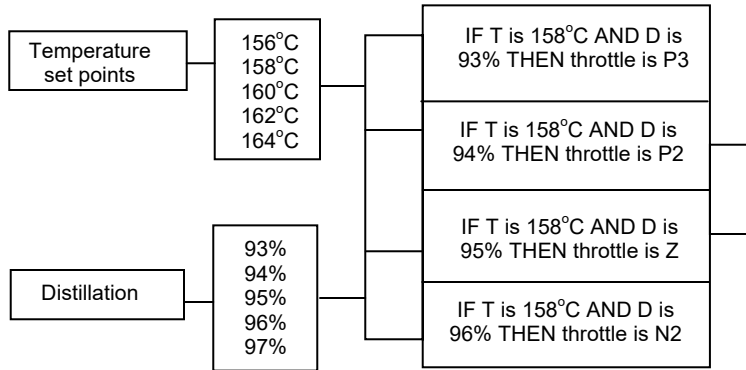 Temperature
set points
156°C
158°C
160°C
162°C
164°C
Distillation
93%
94%
95%
96%
97%
IF T is 158°C AND D is
93% THEN throttle is P3
IF T is 158°C AND D is
94% THEN throttle is P2
IF T is 158°C AND D is
95% THEN throttle is Z
IF T is 158°C AND D is
96% THEN throttle is N2